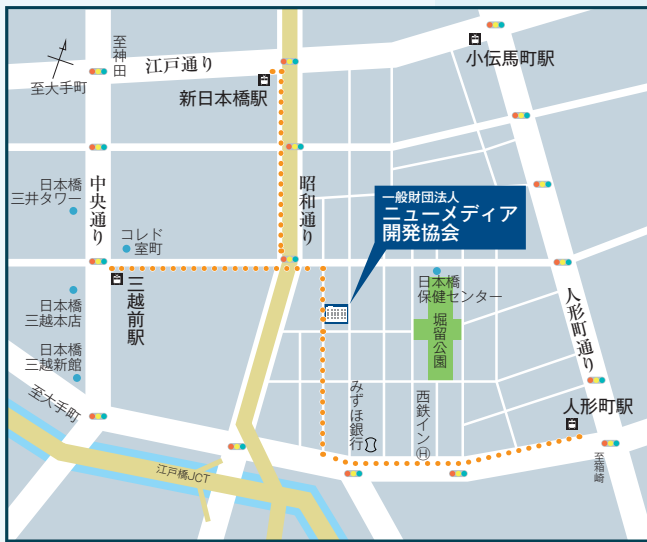 至神田
江戸通り
至大手町
新日本橋駅
小伝馬町駅
日本橋
三井タワー
中央通り
昭和通り
一般財団法人
ニューメディア
開発協会
コレド
室町
三越前駅
日本橋
保健センター
堀留公園
人形町通り
日本橋
三越本店
日本橋
三越新館
至大手町
みずほ銀行
西鉄イン
H
人形町駅
至箱崎
江戸橋JCT